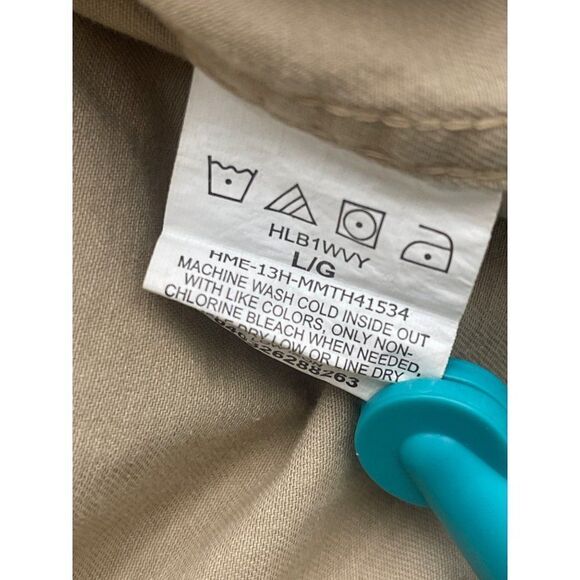 HLB1WVY
L/G
HME-13H-MMTH41534
MACHINE WASH COLD INSIDE OUT
WITH LIKE COLORS, ONLY NON-
CHLORINE BLEACH WHEN NEEDED,
DRY LOW OR LINE DRY
26288263